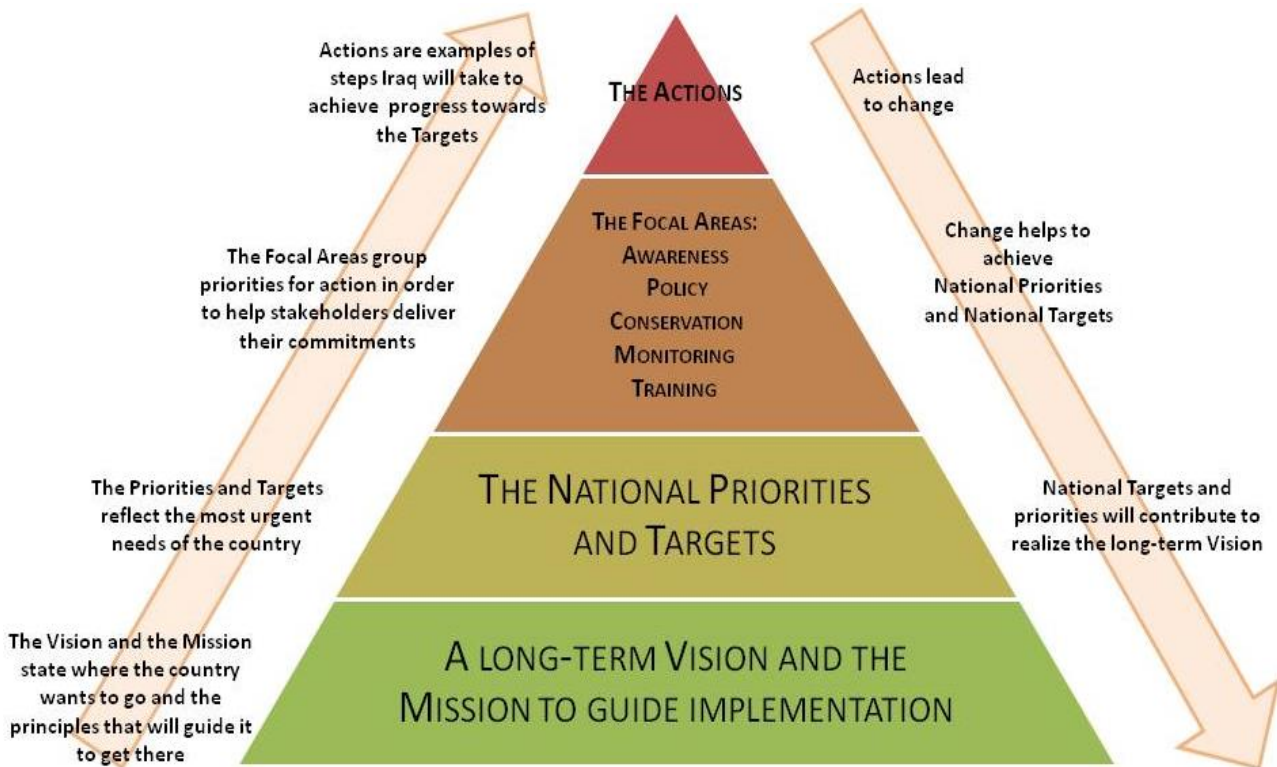 Actions are examples of
steps Iraq will take to
achieve progress towards
the Targets
THE ACTIONS
Actions lead
to change
The Focal Areas group
priorities for action in order
to help stakeholders deliver
their commitments
THE FOCAL AREAS:
AWARENESS
POLICY
CONSERVATION
MONITORING
TRAINING
Change helps to
achieve
National Priorities
and National Targets
The Priorities and Targets
reflect the most urgent
needs of the country
THE NATIONAL PRIORITIES
AND TARGETS
National Targets and
priorities will contribute to
realize the long-term Vision
The Vision and the Mission
state where the country
wants to go and the
principles that will guide it
to get there
A LONG-TERM VISION AND THE
MISSION TO GUIDE IMPLEMENTATION